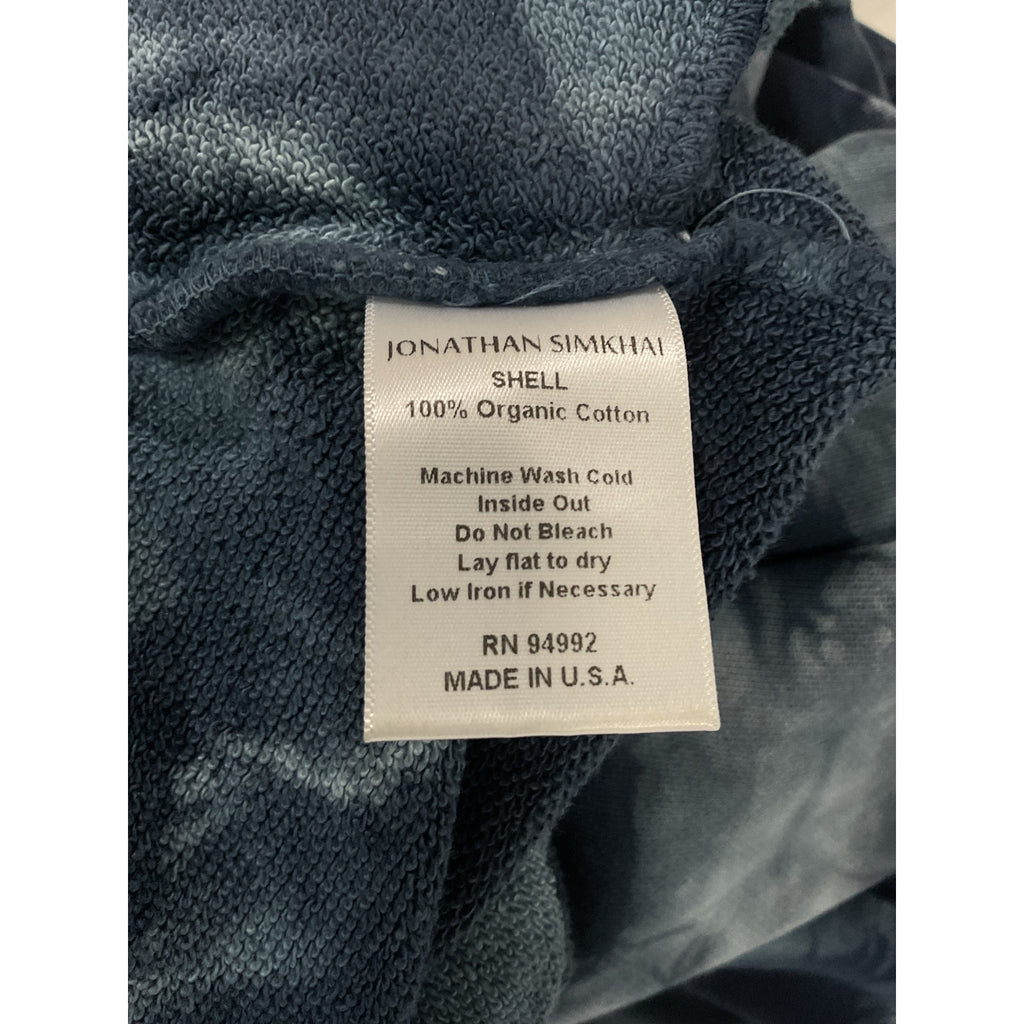 JONATHAN SIMKHAI
SHELL
100% Organic Cotton
Machine Wash Cold
Inside Out
Do Not Bleach
Lay flat to dry
Low Iron if Necessary
RN 94992
MADE IN U.S.A.